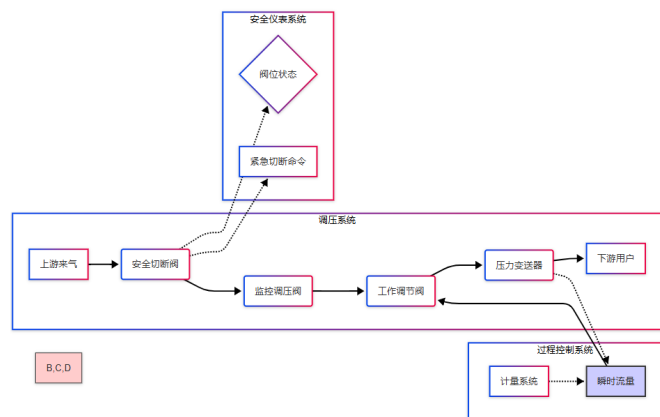 安全仪表系统
阀位状态
紧急切断命令
调压系统
上游来气
安全切断阀
监控调压阀
工作调节阀
压力变送器
下游用户
过程控制系统
计量系统
瞬时流量
B,C,D